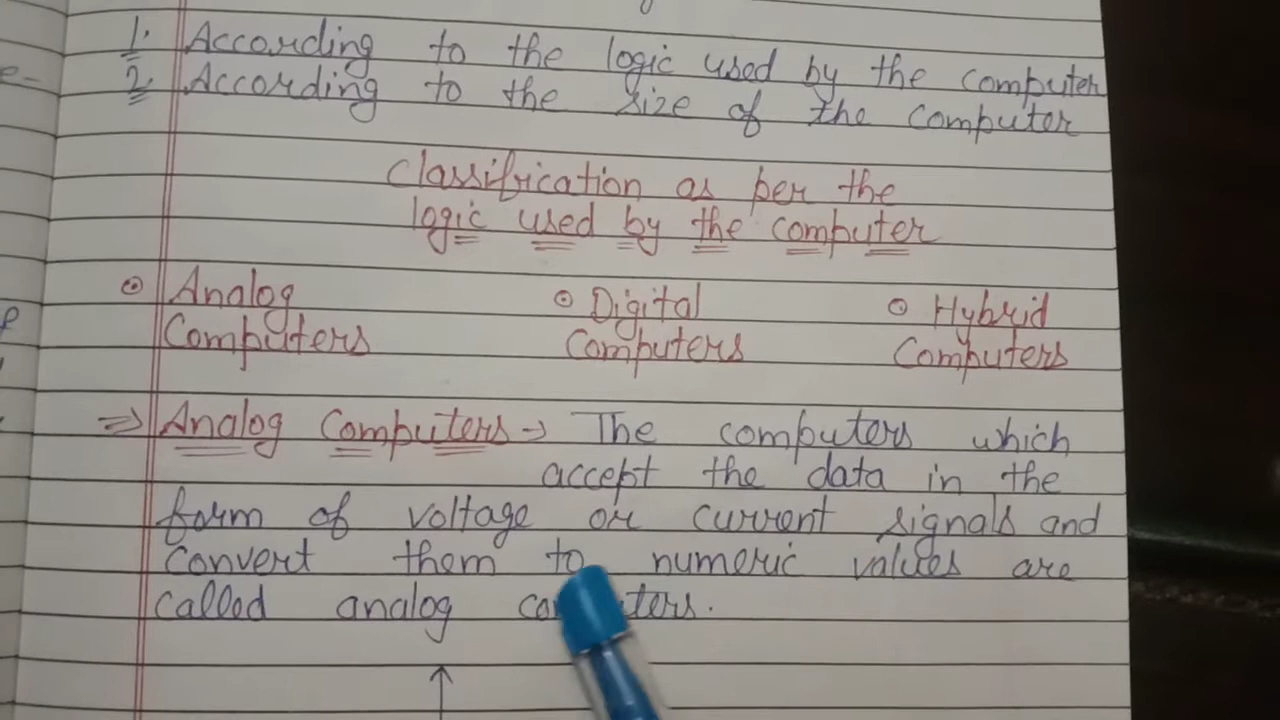 1. According to the logic used by the computer
2. According to the size of the computer
Classification as per the
logic used by the computer
Analog Computers
Digital Computers
Hybrid Computers
⇒ Analog Computers → The computers which
accept the data in the
form of voltage or current signals and
convert them to numeric values are
called analog